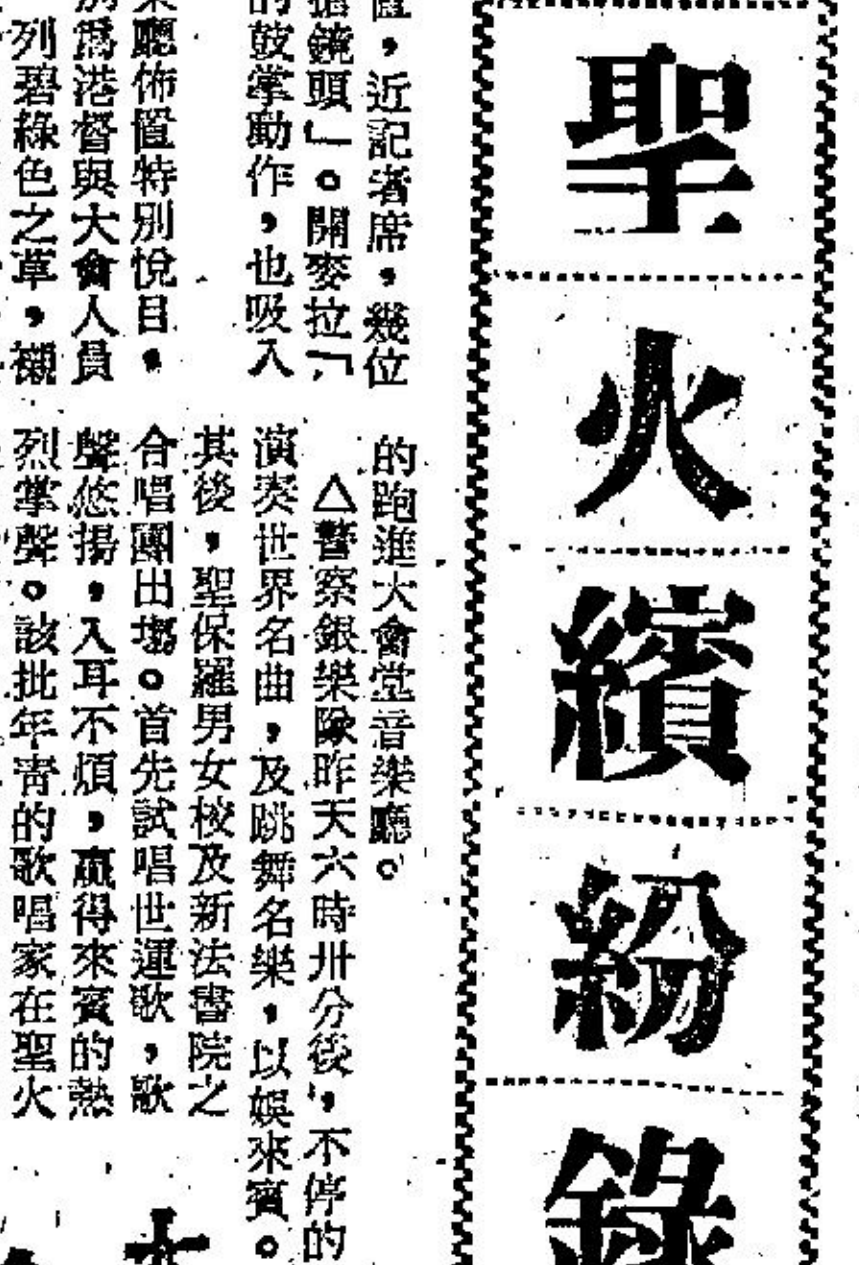 聖火繽紛錄
置，近記者席，幾位
鏡頭」。開麥拉「
的鼓掌動作，也吸入
樂廳佈置特別悅目，
別為港督與大會人員
列碧綠色之草，襯
的跑進大會堂音樂廳。
△警察銀樂隊昨天六時卅分後，不停的
演奏世界名曲，及跳舞名樂，以娛來賓。
其後，聖保羅男女校及新法書院之
合唱團出場。首先試唱世運歌，歌
聲悠揚，入耳不煩，贏得來賓的熱
烈掌聲。該批年青的歌唱家在聖火